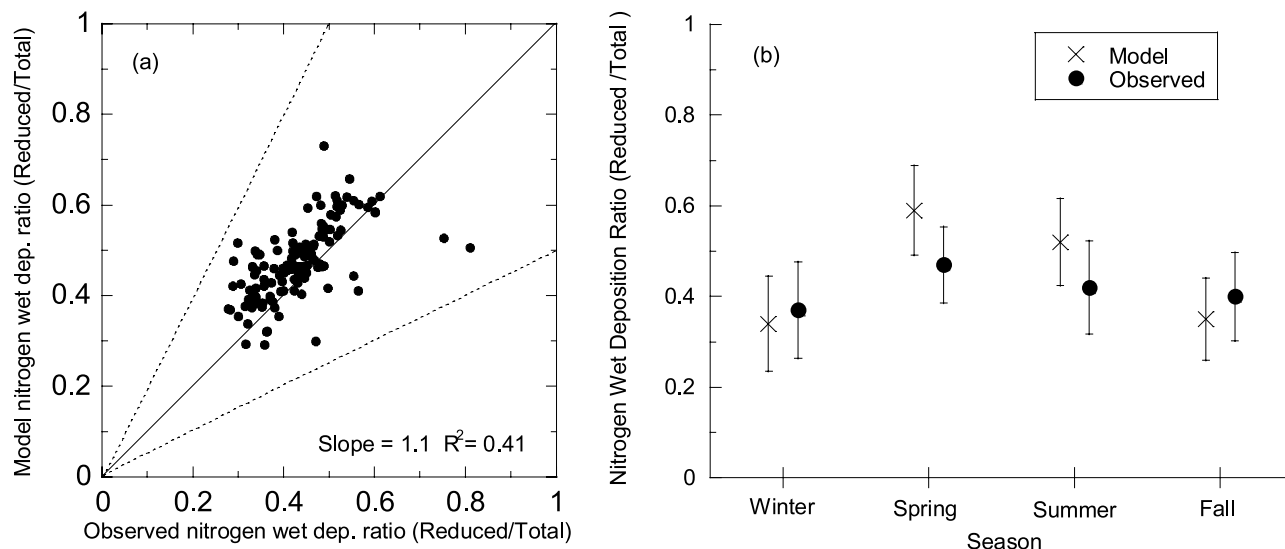 Model nitrogen wet dep. ratio (Reduced/Total)
1
0.8
0.6
0.4
0.2
0
(a)
Slope = 1.1 R²= 0.41
0 0.2 0.4 0.6 0.8 1
Observed nitrogen wet dep. ratio (Reduced/Total)
Nitrogen Wet Deposition Ratio (Reduced /Total )
1
0.8
0.6
0.4
0.2
0
(b)
Model
Observed
Winter Spring Summer Fall
Season